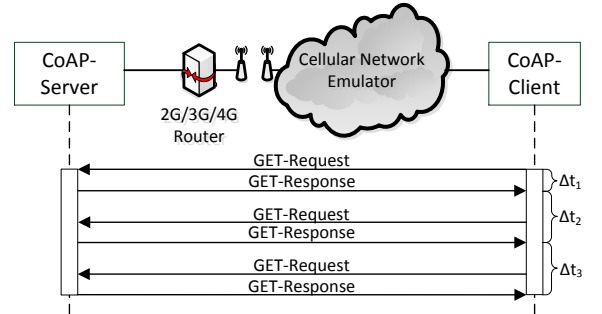 CoAP-
Server
2G/3G/4G
Router
Cellular Network
Emulator
CoAP-
Client
GET-Request
Δt₁
GET-Response
GET-Request
Δt₂
GET-Response
GET-Request
Δt₃
GET-Response